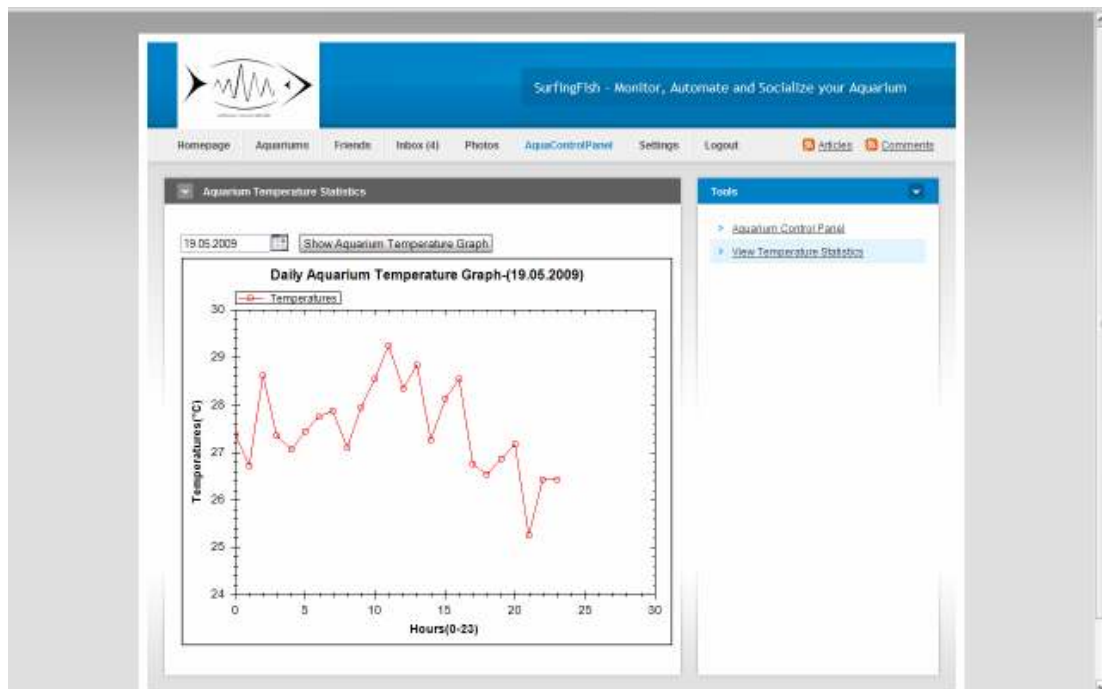 SurfingFish - Monitor, Automate and Socialize your Aquarium
Homepage Aquariums Friends Inbox (4) Photos AquaControlPanel Settings Logout Articles Comments
Aquarium Temperature Statistics
Tools
Aquarium Control Panel
View Temperature Statistics
19.05.2009 Show Aquarium Temperature Graph
Daily Aquarium Temperature Graph-(19.05.2009)
Temperatures
Temperatures(°C)
30
29
28
27
26
25
24
0 5 10 15 20 25 30
Hours(0-23)